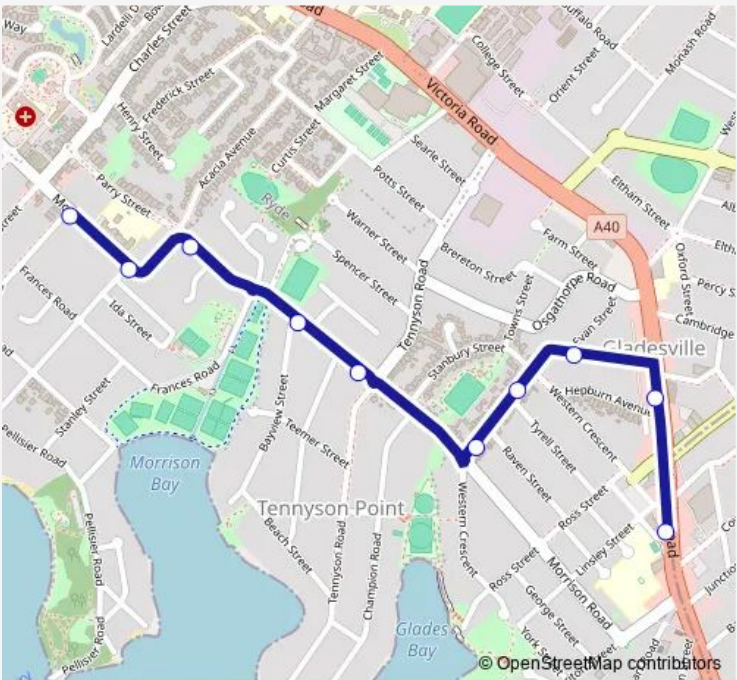 Way
Charles Street
Frederick Street
Henry Street
Margaret Street
Acacia Avenue
Curtis Street
College Street
Orient Street
Buffalo Road
Monash Road
Victoria Road
Searle Street
Potts Street
Parry Street
Ryde
Warner Street
Eltham Street
A40
Farm Street
Brereton Street
Spencer Street
Oxford Street
Percy S
Osgathorpe Road
Towns Street
Cambridge
Frances Road
Ida Street
Tennyson Road
Evan Street
Gladesville
Stanbury Street
Frances Road
Stanley Street
Hepburn Avenue
Western Crescent
Bayview Street
Tyrell Street
Teemer Street
Raven Street
Pellisier Road
Morrison
Bay
Tennyson Point
Western Crescent
Ross Street
Linsley Street
Pellisier Road
Beach Street
Tennyson Road
Champion Road
Ross Street
Morrison Road
George Street
Glades
Bay
York Street
Pellisier Road
© OpenStreetMap contributors